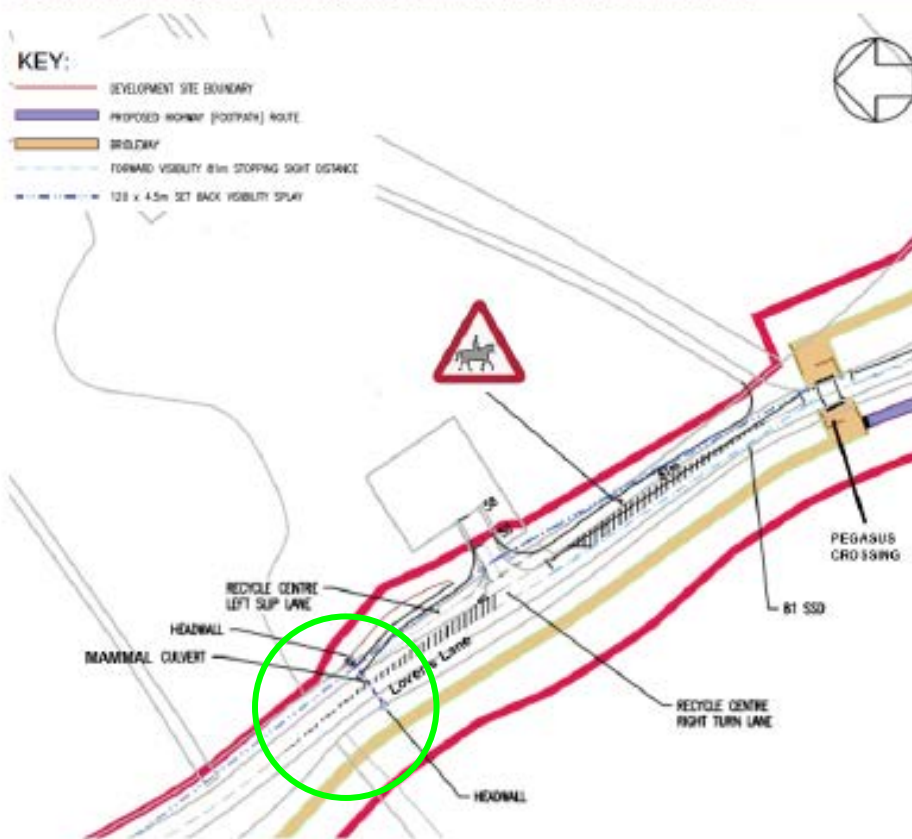 KEY:
DEVELOPMENT SITE BOUNDARY
PROPOSED HIGHWAY [FOOTPATH] ROUTE
BRIDLEWAY
FORWARD VISIBILITY 81m STOPPING SIGHT DISTANCE
120 x 4.5m SET BACK VISIBILITY SPLAY
81m
PEGASUS
CROSSING
81 SSD
RECYCLE CENTRE
LEFT SLIP LANE
HEADWALL
MAMMAL CULVERT
Lovers Lane
RECYCLE CENTRE
RIGHT TURN LANE
HEADWALL